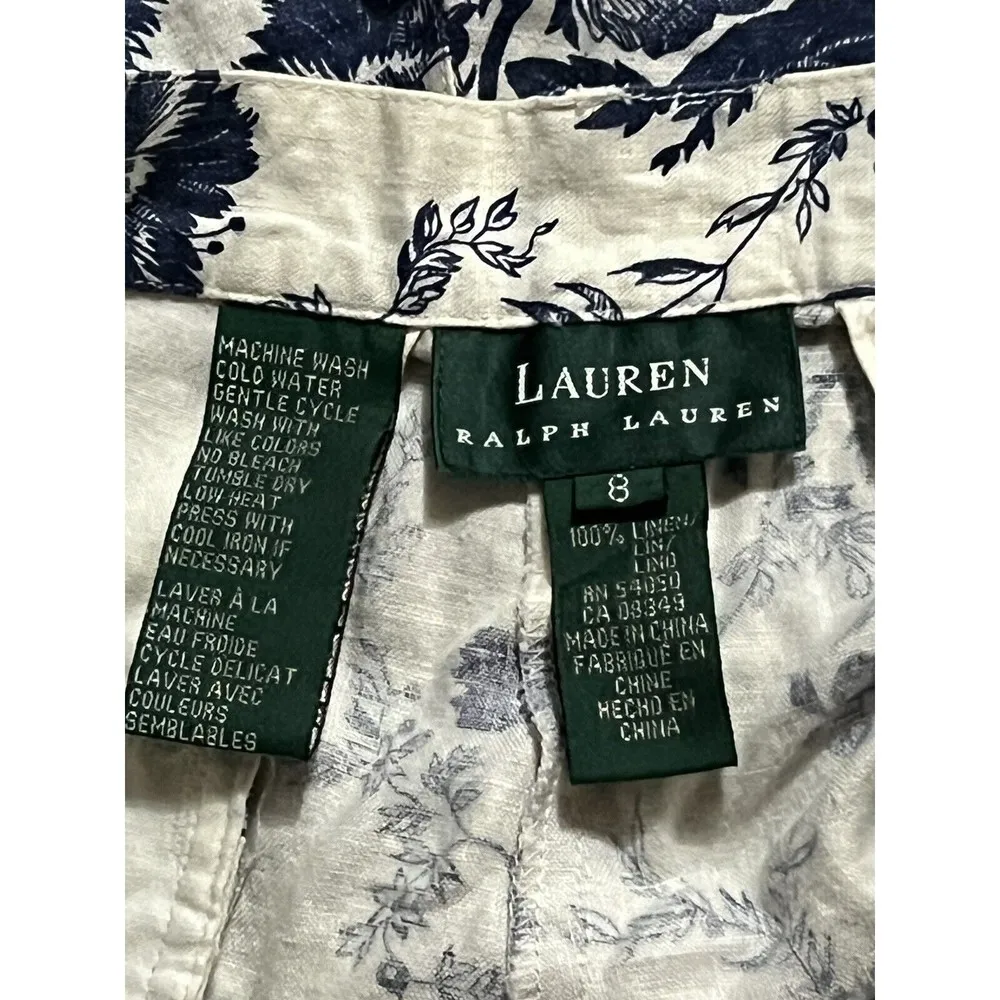 MACHINE WASH
COLD WATER
GENTLE CYCLE
WASH WITH
LIKE COLORS
NO BLEACH
TUMBLE DRY
LOW HEAT
PRESS WITH
COOL IRON IF
NECESSARY
LAVER À LA
MACHINE
EAU FROIDE
CYCLE DELICAT
LAVER AVEC
COULEURS
SEMBLABLES
LAUREN
RALPH LAUREN
8
100% LINEN/
LIN/
LINO
RN 54050
CA 08849
MADE IN CHINA
FABRIQUÉ EN
CHINE
HECHO EN
CHINA